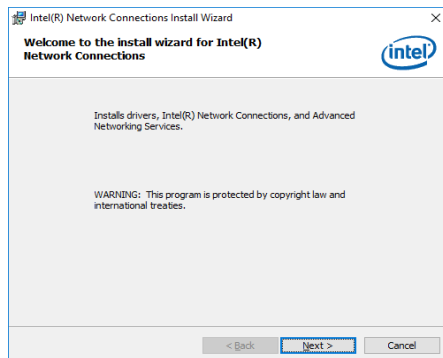 Intel(R) Network Connections Install Wizard
Welcome to the install wizard for Intel(R)
Network Connections
intel
Installs drivers, Intel(R) Network Connections, and Advanced
Networking Services.
WARNING: This program is protected by copyright law and
international treaties.
< Back
Next >
Cancel